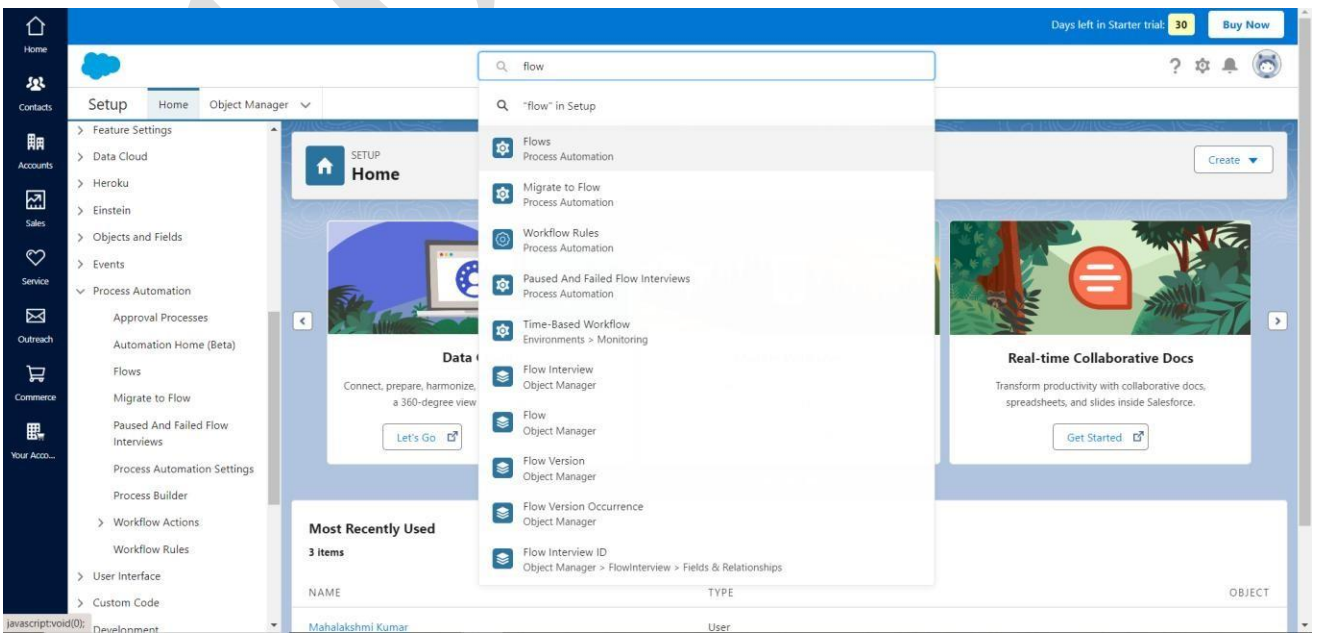 Days left in Starter trial: 30 Buy Now
Home
flow
Contacts
Setup Home Object Manager
"flow" in Setup
Accounts
Sales
Service
Outreach
Commerce
Your Acco...
Feature Settings
Data Cloud
Heroku
Einstein
Objects and Fields
Events
Process Automation
Approval Processes
Automation Home (Beta)
Flows
Migrate to Flow
Paused And Failed Flow
Interviews
Process Automation Settings
Process Builder
Workflow Actions
Workflow Rules
User Interface
Custom Code
Development
javascript:void(0);
SETUP
Home
Create
Flows
Process Automation
Migrate to Flow
Process Automation
Workflow Rules
Process Automation
Paused And Failed Flow Interviews
Process Automation
Time-Based Workflow
Environments > Monitoring
Flow Interview
Object Manager
Flow
Object Manager
Flow Version
Object Manager
Flow Version Occurrence
Object Manager
Flow Interview ID
Object Manager > FlowInterview > Fields & Relationships
Data
Connect, prepare, harmonize,
a 360-degree view
Let's Go
Real-time Collaborative Docs
Transform productivity with collaborative docs,
spreadsheets, and slides inside Salesforce.
Get Started
Most Recently Used
3 items
NAME TYPE OBJECT
Mahalakshmi Kumar User